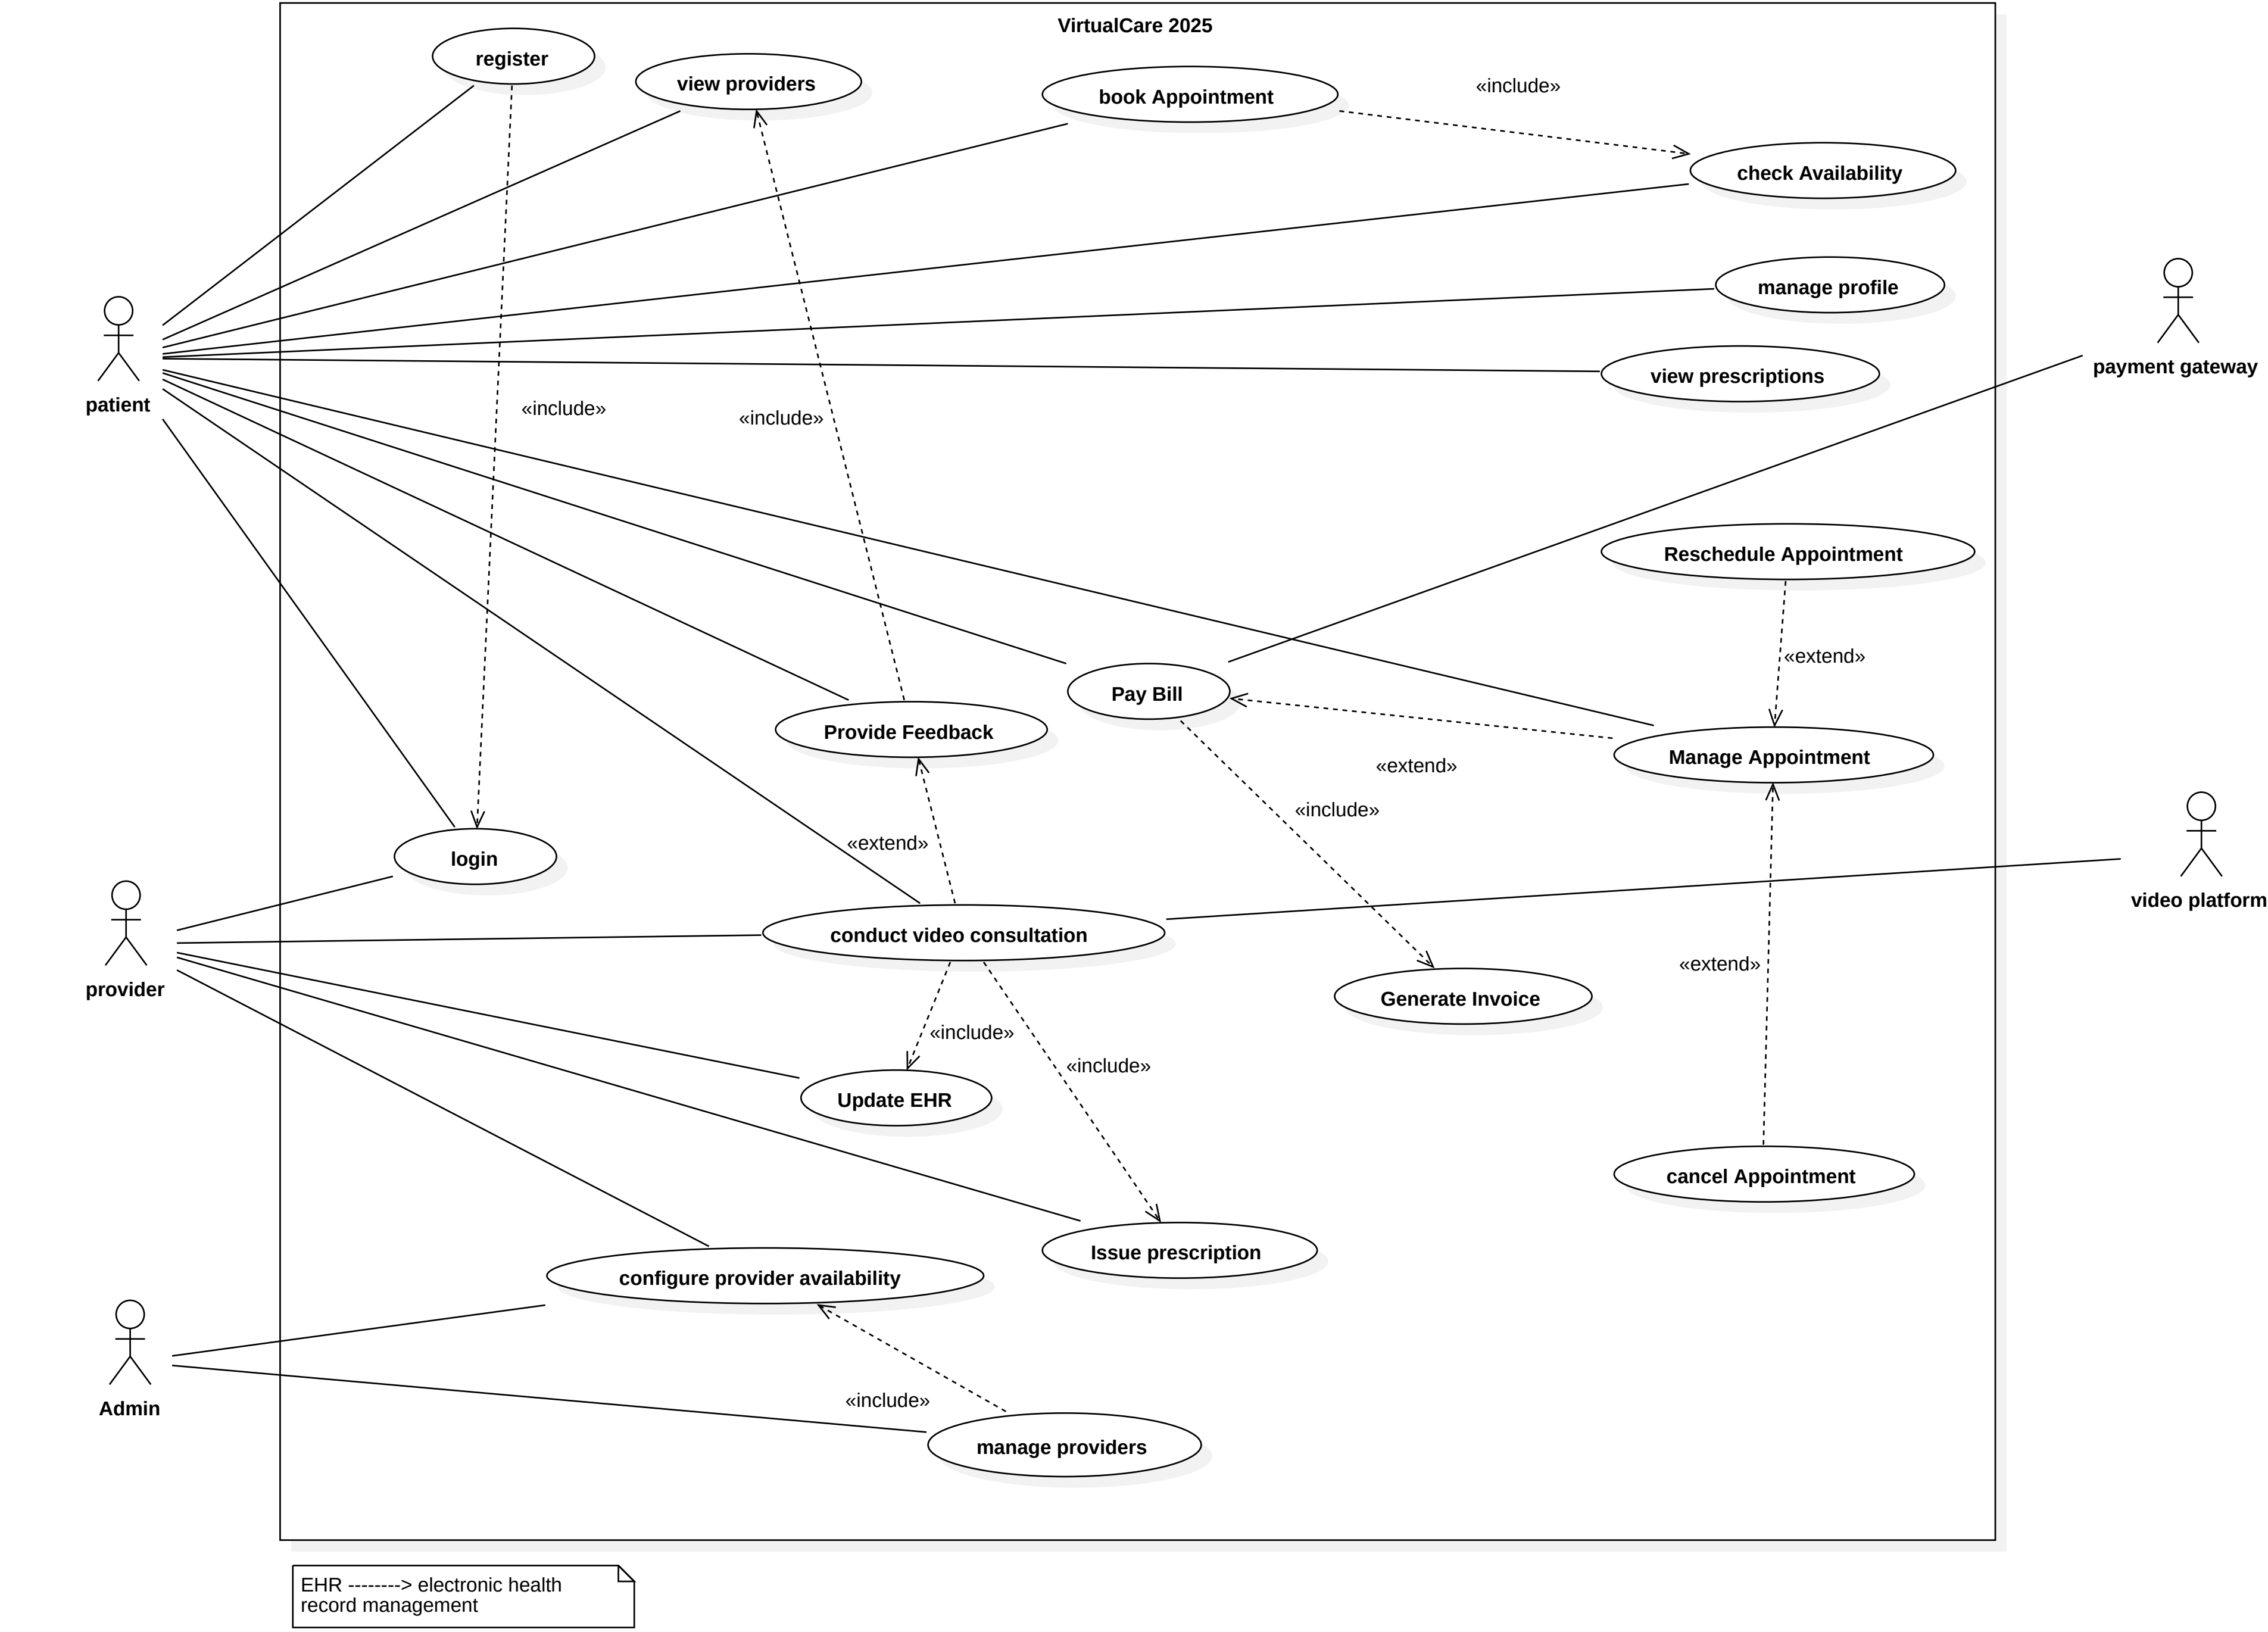 VirtualCare 2025
register
view providers
book Appointment
«include»
check Availability
manage profile
payment gateway
view prescriptions
patient
«include»
«include»
Reschedule Appointment
«extend»
Pay Bill
Provide Feedback
Manage Appointment
«extend»
«include»
«extend»
login
video platform
conduct video consultation
«extend»
provider
Generate Invoice
«include»
«include»
Update EHR
cancel Appointment
Issue prescription
configure provider availability
Admin
«include»
manage providers
EHR --------> electronic health
record management